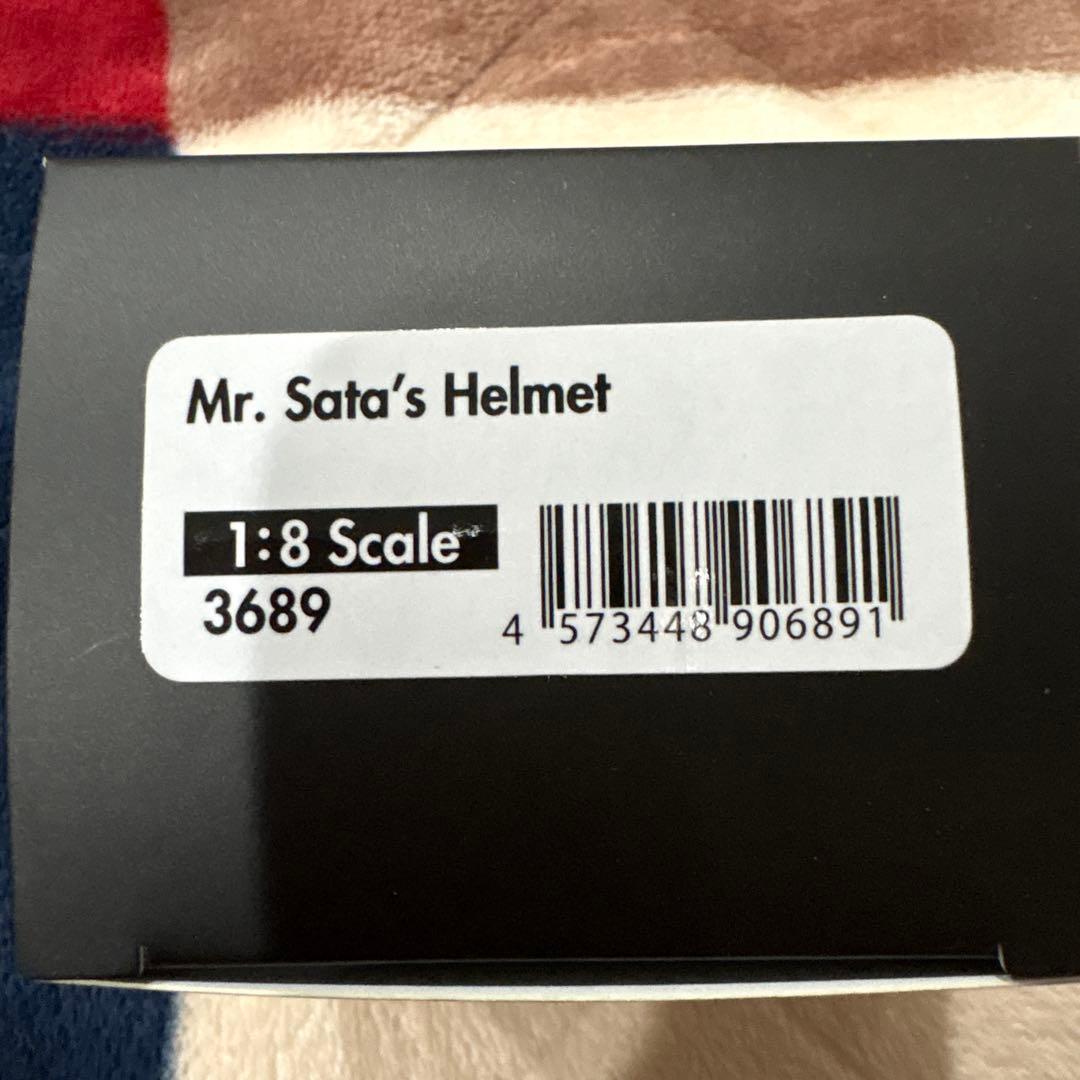 Mr. Sata's Helmet
1:8 Scale
3689
4 573448 906891